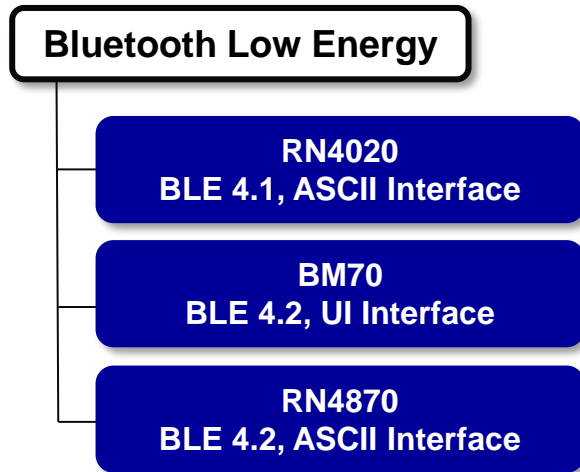 Bluetooth Low Energy
RN4020
BLE 4.1, ASCII Interface
BM70
BLE 4.2, UI Interface
RN4870
BLE 4.2, ASCII Interface